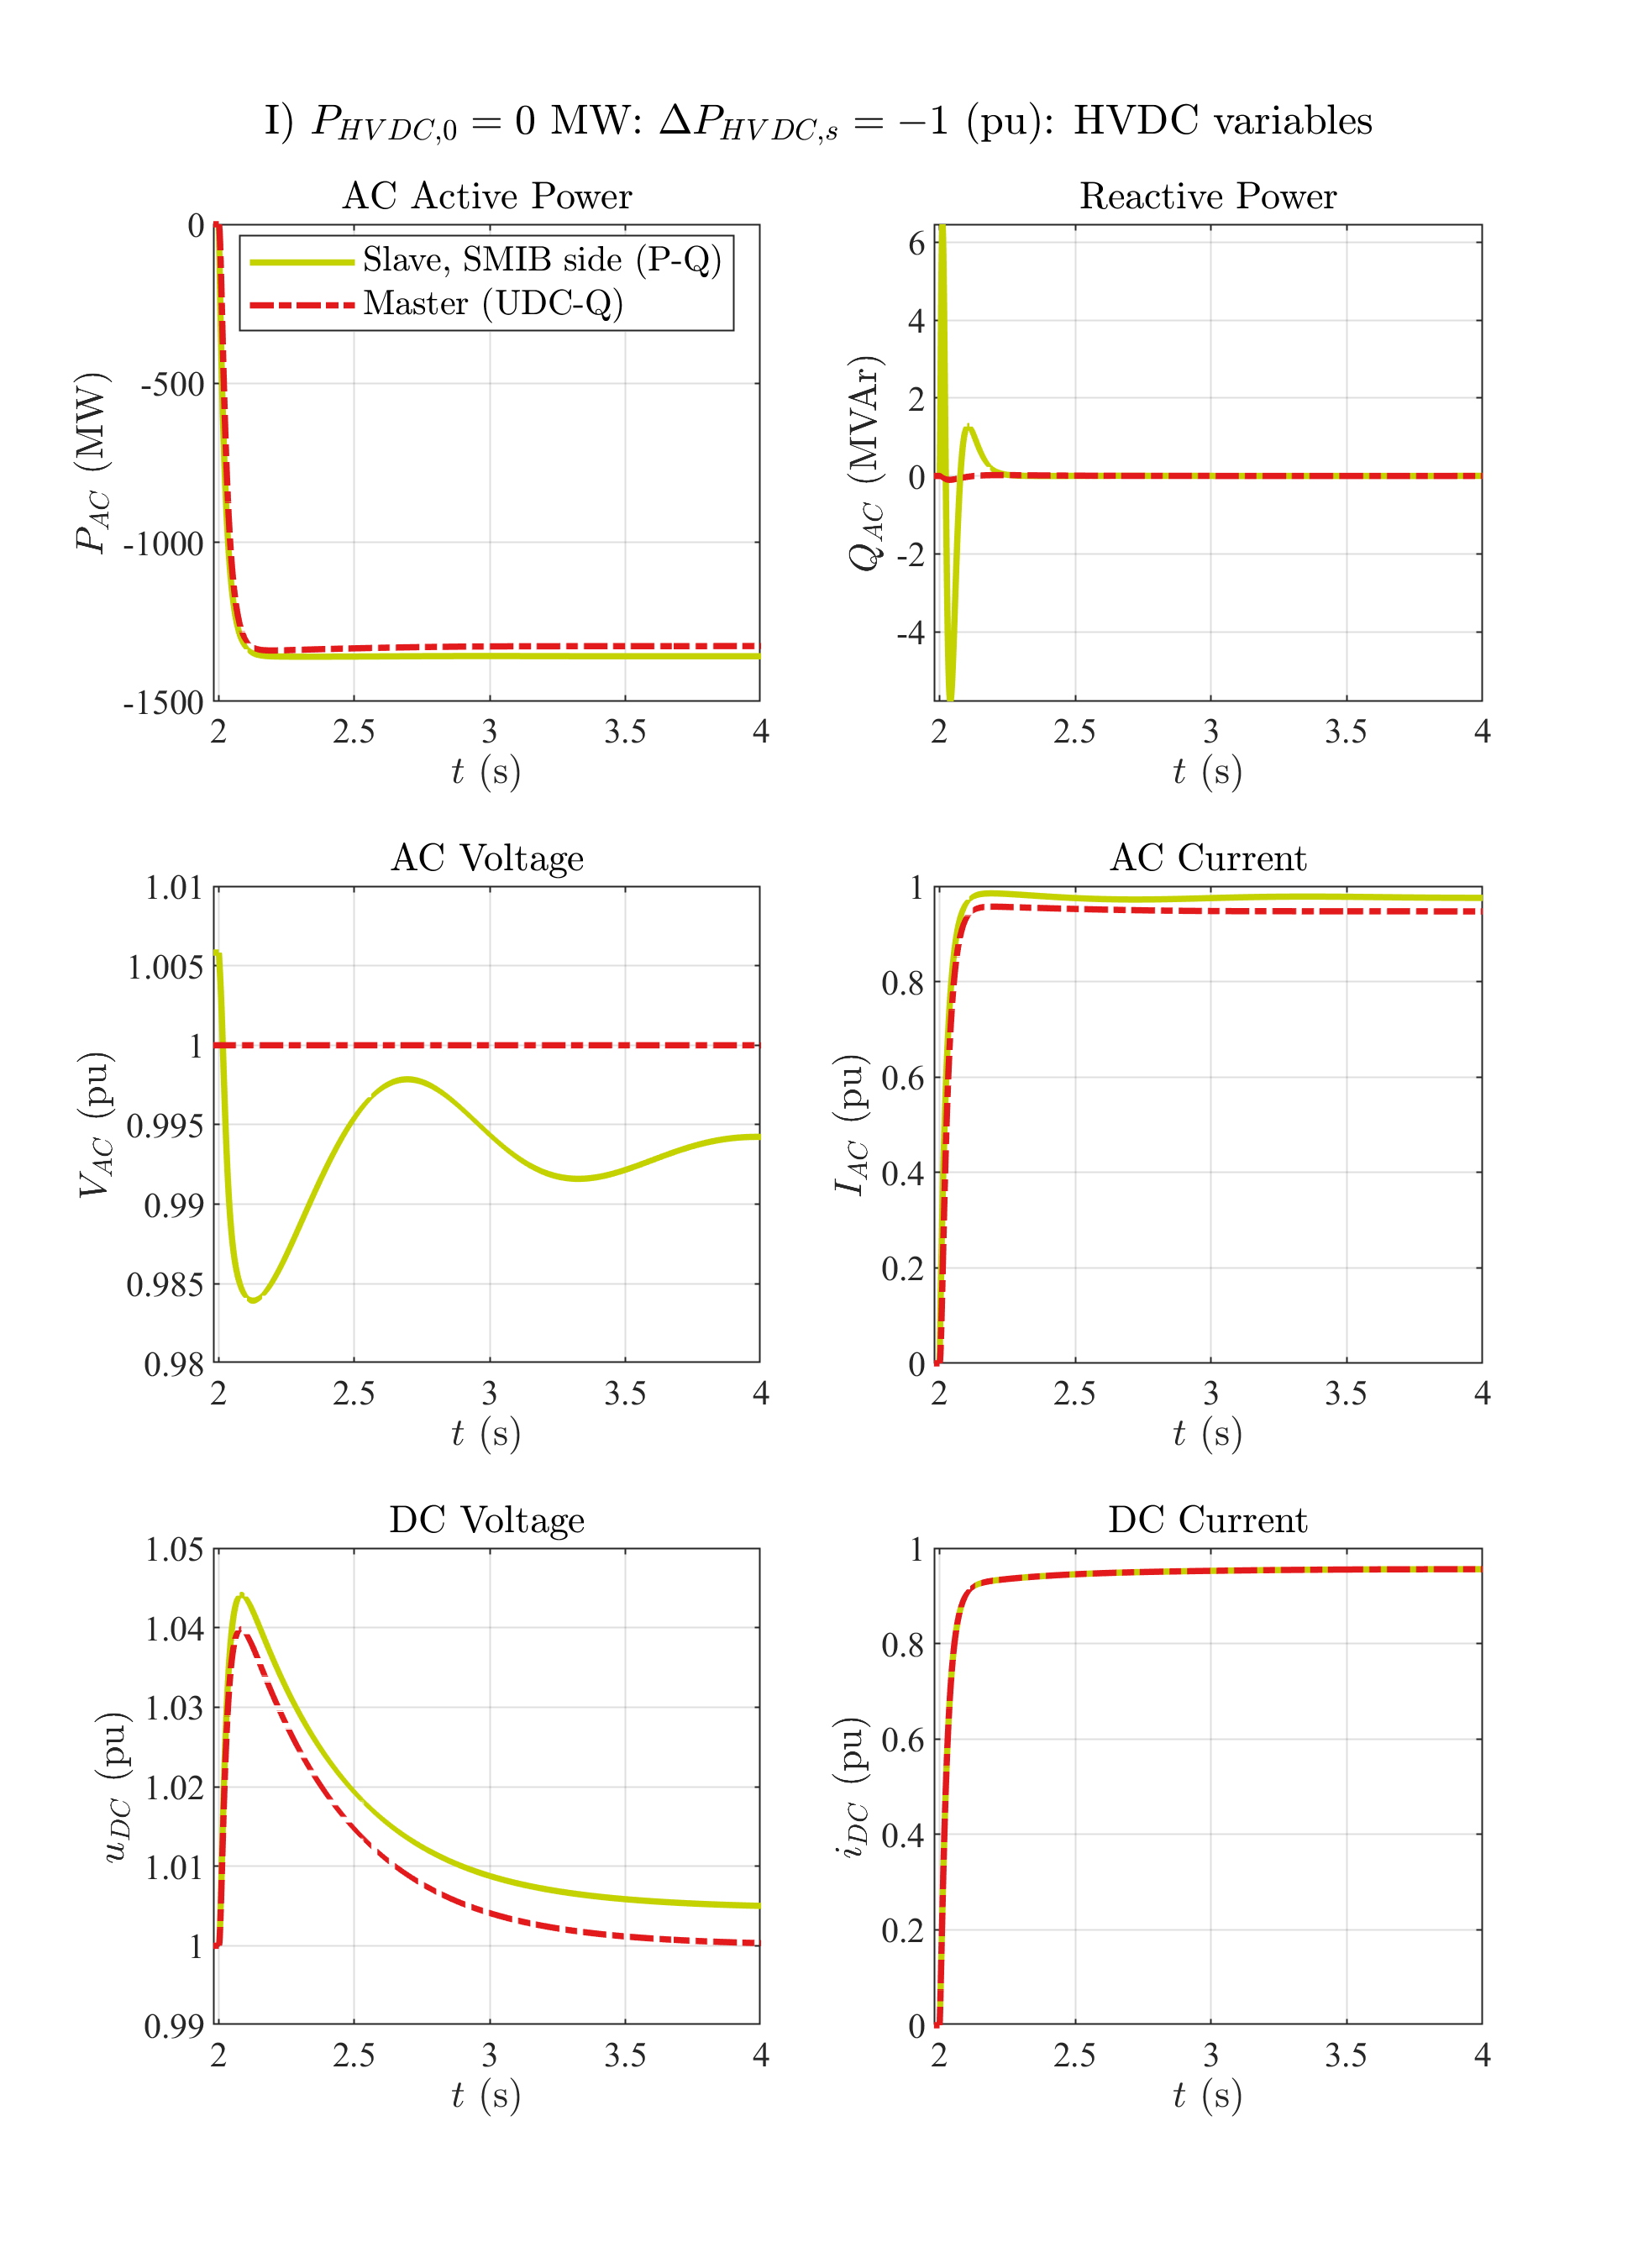 I) P_{HVDC,0} = 0 MW: ΔP_{HVDC,s} = −1 (pu): HVDC variables
AC Active Power
0
-500
-1000
-1500
P_{AC} (MW)
Slave, SMIB side (P-Q)
Master (UDC-Q)
2 2.5 3 3.5 4
t (s)
Reactive Power
6
4
2
0
-2
-4
Q_{AC} (MVAr)
2 2.5 3 3.5 4
t (s)
AC Voltage
1.01
1.005
1
0.995
0.99
0.985
0.98
V_{AC} (pu)
2 2.5 3 3.5 4
t (s)
AC Current
1
0.8
0.6
0.4
0.2
0
I_{AC} (pu)
2 2.5 3 3.5 4
t (s)
DC Voltage
1.05
1.04
1.03
1.02
1.01
1
0.99
u_{DC} (pu)
2 2.5 3 3.5 4
t (s)
DC Current
1
0.8
0.6
0.4
0.2
0
i_{DC} (pu)
2 2.5 3 3.5 4
t (s)